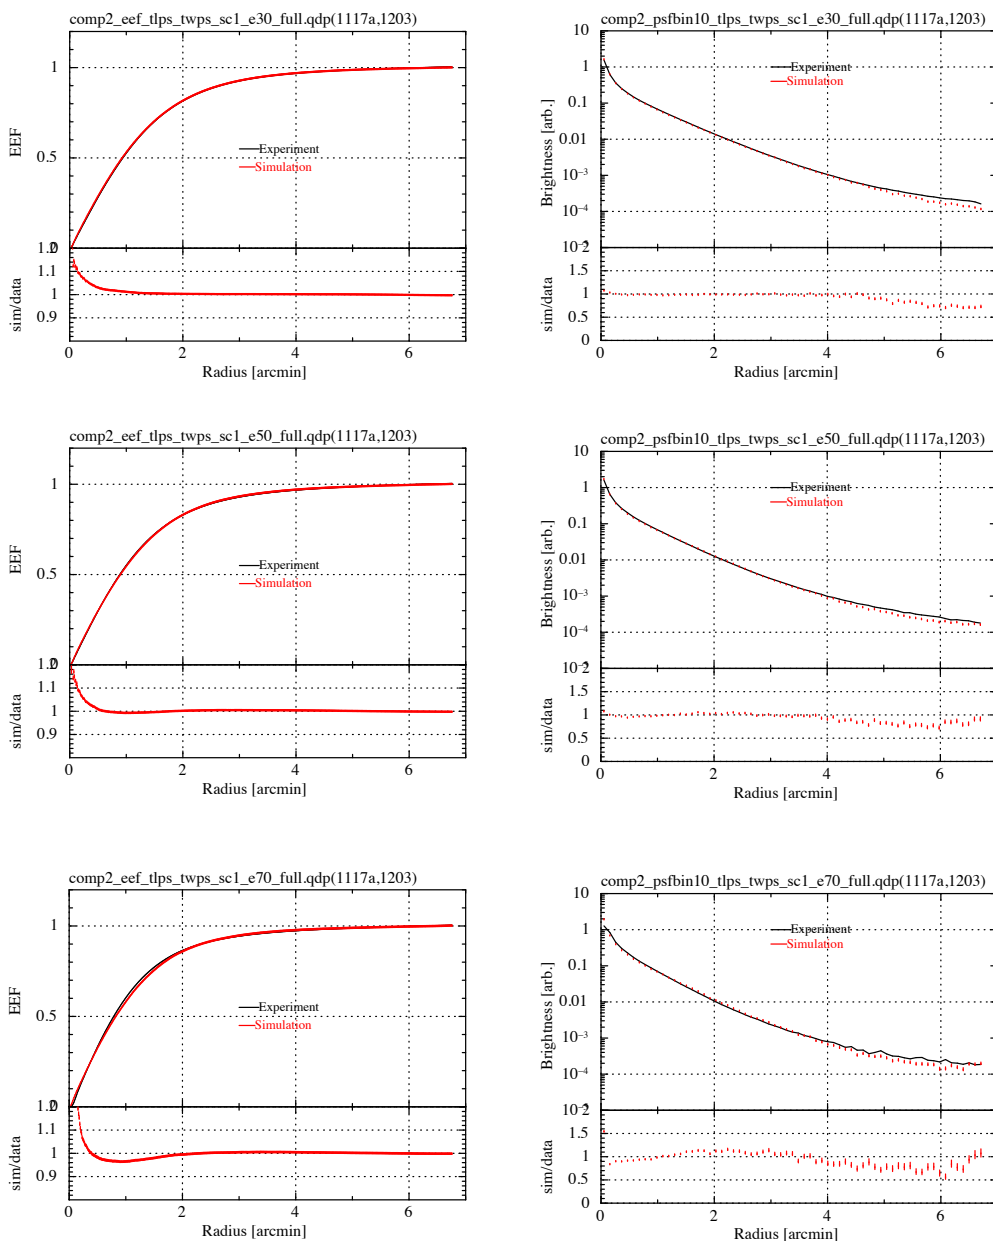 comp2_eef_tlps_twps_sc1_e30_full.qdp(1117a,1203)
1
EEF
0.5
Experiment
Simulation
1.2
0
1.1
1
0.9
sim/data
0 2 4 6
Radius [arcmin]
comp2_psfbin10_tlps_twps_sc1_e30_full.qdp(1117a,1203)
10
1
0.1
0.01
10−3
10−4
Brightness [arb.]
Experiment
Simulation
10−5
2
1.5
1
0.5
0
sim/data
0 2 4 6
Radius [arcmin]
comp2_eef_tlps_twps_sc1_e50_full.qdp(1117a,1203)
1
EEF
0.5
Experiment
Simulation
1.2
0
1.1
1
0.9
sim/data
0 2 4 6
Radius [arcmin]
comp2_psfbin10_tlps_twps_sc1_e50_full.qdp(1117a,1203)
10
1
0.1
0.01
10−3
10−4
Brightness [arb.]
Experiment
Simulation
10−5
2
1.5
1
0.5
0
sim/data
0 2 4 6
Radius [arcmin]
comp2_eef_tlps_twps_sc1_e70_full.qdp(1117a,1203)
1
EEF
0.5
Experiment
Simulation
1.2
0
1.1
1
0.9
sim/data
0 2 4 6
Radius [arcmin]
comp2_psfbin10_tlps_twps_sc1_e70_full.qdp(1117a,1203)
10
1
0.1
0.01
10−3
10−4
Brightness [arb.]
Experiment
Simulation
10−5
2
1.5
1
0.5
0
sim/data
0 2 4 6
Radius [arcmin]